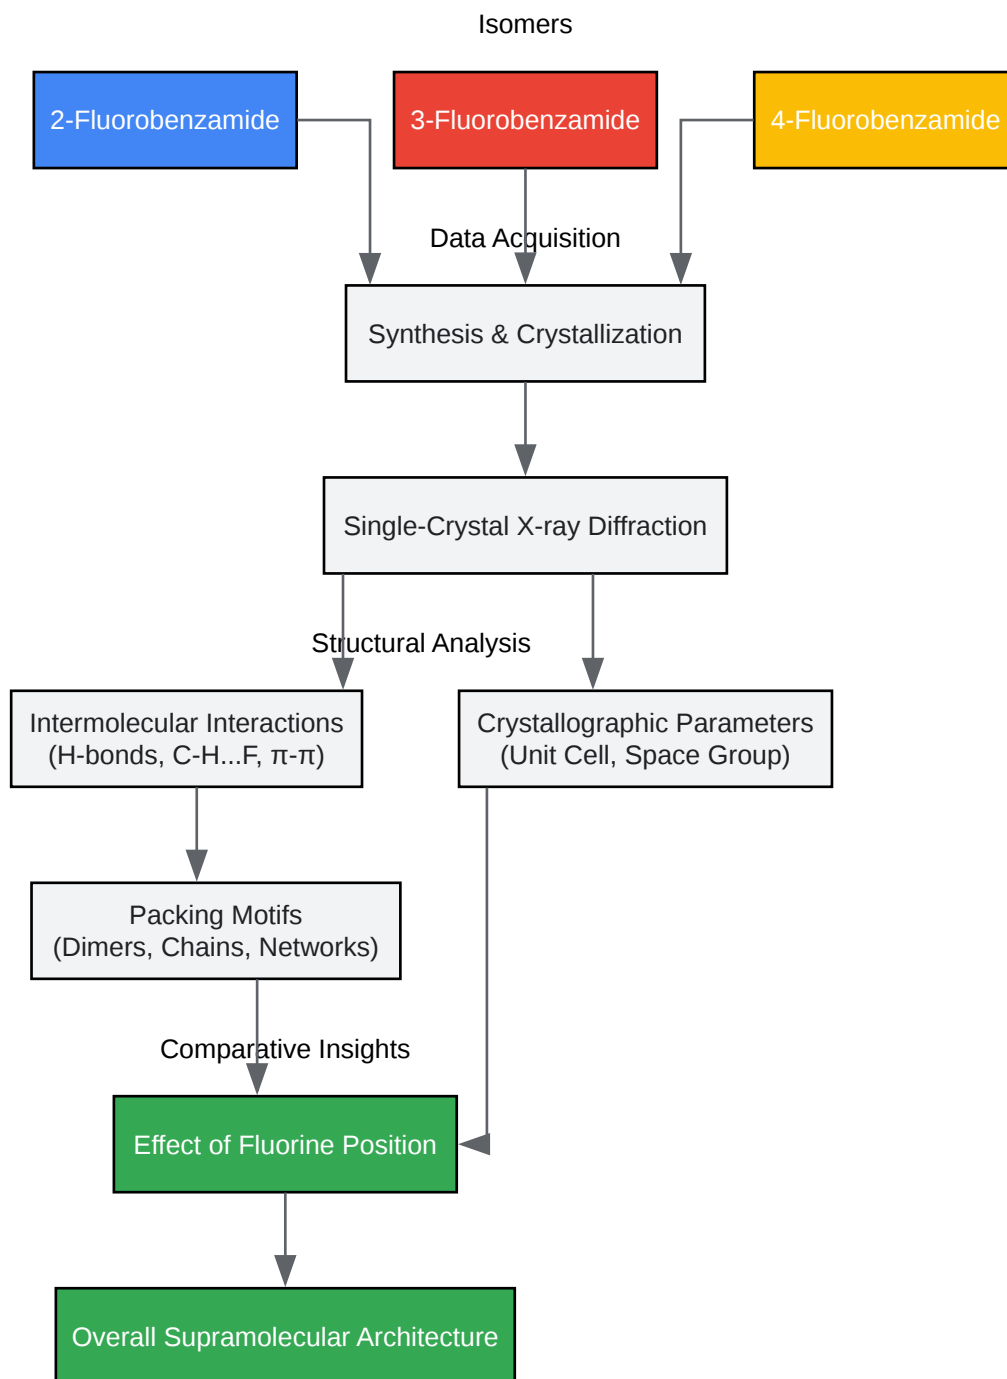 Isomers
2-Fluorobenzamide
3-Fluorobenzamide
4-Fluorobenzamide
Data Acquisition
Synthesis & Crystallization
Single-Crystal X-ray Diffraction
Structural Analysis
Intermolecular Interactions
(H-bonds, C-H...F, π-π)
Crystallographic Parameters
(Unit Cell, Space Group)
Packing Motifs
(Dimers, Chains, Networks)
Comparative Insights
Effect of Fluorine Position
Overall Supramolecular Architecture